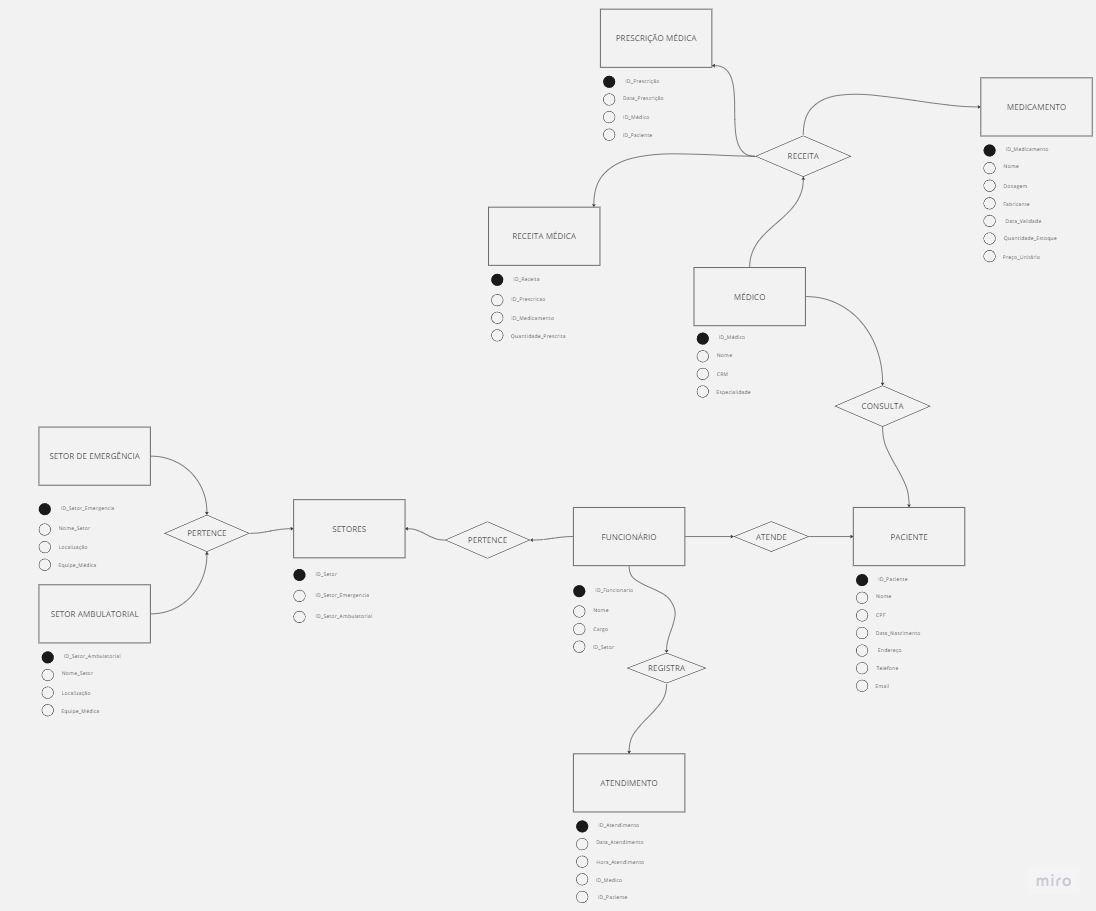 PRESCRIÇÃO MÉDICA
ID_Prescrição
Data_Prescrição
ID_Médico
ID_Paciente
MEDICAMENTO
ID_Medicamento
Nome
Dosagem
Fabricante
Data_Validade
Quantidade_Estoque
Preço_Unitário
RECEITA
RECEITA MÉDICA
ID_Receita
ID_Prescricao
ID_Medicamento
Quantidade_Prescrita
MÉDICO
ID_Médico
Nome
CRM
Especialidade
CONSULTA
SETOR DE EMERGÊNCIA
ID_Setor_Emergencia
Nome_Setor
Localização
Equipe_Médica
PERTENCE
SETOR AMBULATORIAL
ID_Setor_Ambulatorial
Nome_Setor
Localização
Equipe_Médica
SETORES
ID_Setor
ID_Setor_Emergencia
ID_Setor_Ambulatorial
PERTENCE
FUNCIONÁRIO
ID_Funcionario
Nome
Cargo
ID_Setor
ATENDE
PACIENTE
ID_Paciente
Nome
CPF
Data_Nascimento
Endereço
Telefone
Email
REGISTRA
ATENDIMENTO
ID_Atendimento
Data_Atendimento
Hora_Atendimento
ID_Medico
ID_Paciente
miro